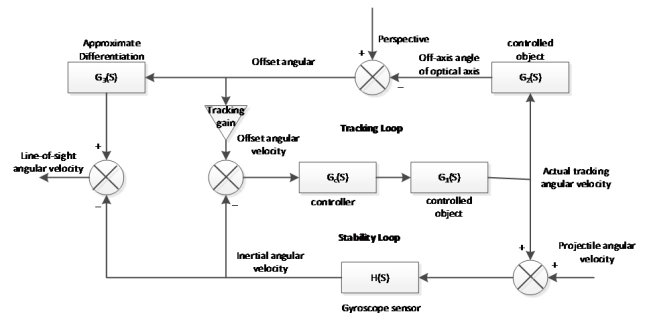 Perspective
+
Approximate
Differentiation
G₃(S)
Offset angular
Off-axis angle
of optical axis
−
controlled
object
G₂(S)
Tracking
gain
Tracking Loop
Offset angular
velocity
Line-of-sight
angular velocity
+
−
−
G꜀(S)
controller
G₁(S)
controlled
object
Actual tracking
angular velocity
Stability Loop
Inertial angular
velocity
H(S)
Gyroscope sensor
+
Projectile angular
velocity
+